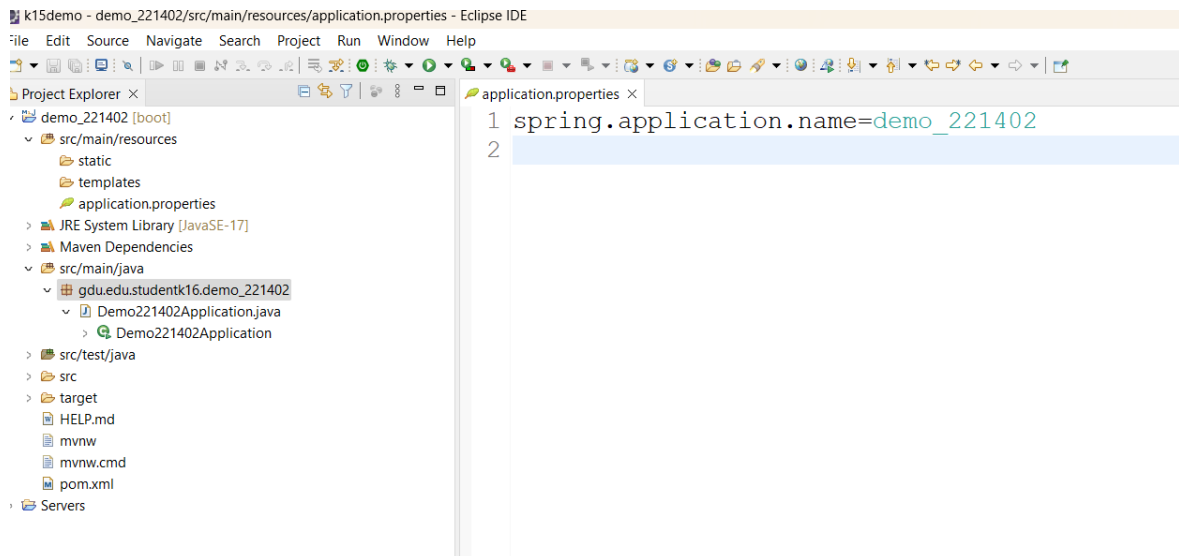 k15demo - demo_221402/src/main/resources/application.properties - Eclipse IDE
File Edit Source Navigate Search Project Run Window Help
Project Explorer
demo_221402 [boot]
src/main/resources
static
templates
application.properties
JRE System Library [JavaSE-17]
Maven Dependencies
src/main/java
gdu.edu.studentk16.demo_221402
Demo221402Application.java
Demo221402Application
src/test/java
src
target
HELP.md
mvnw
mvnw.cmd
pom.xml
Servers
application.properties
1 spring.application.name=demo_221402
2